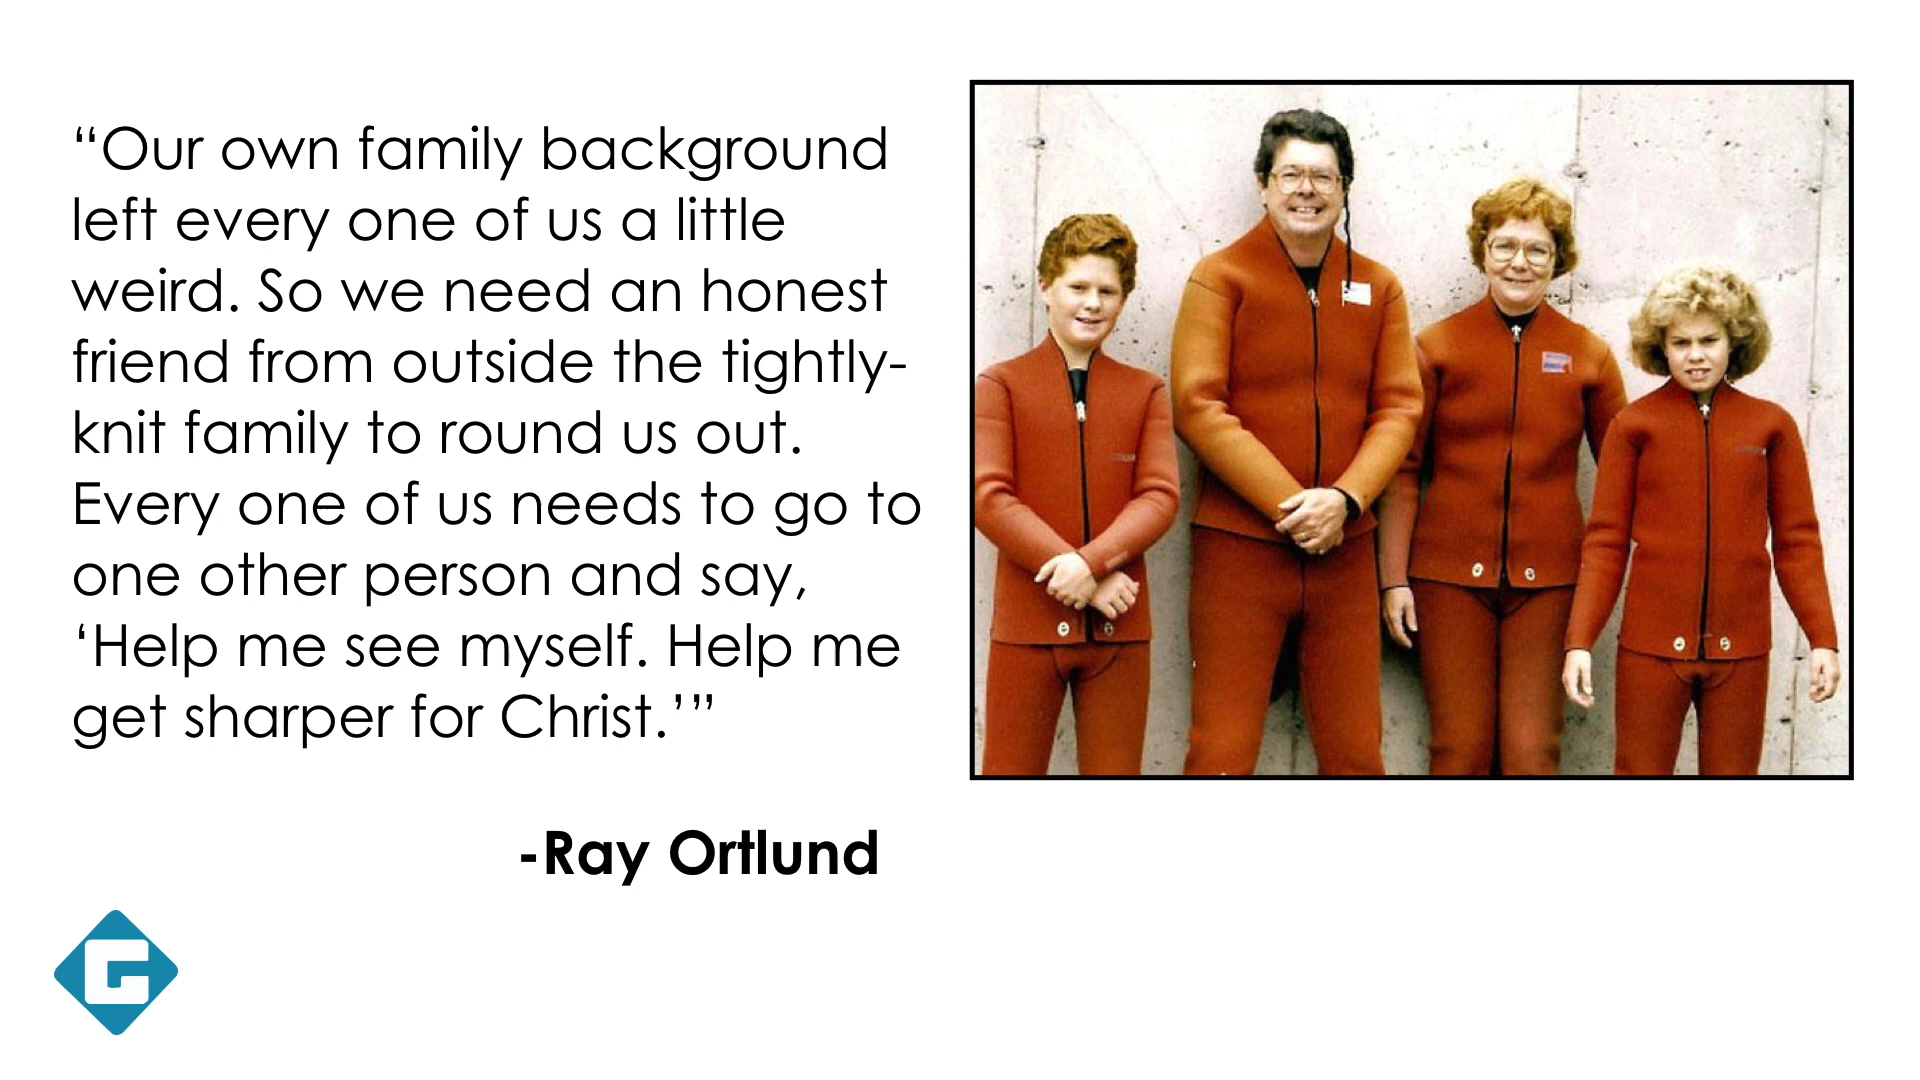 “Our own family background
left every one of us a little
weird. So we need an honest
friend from outside the tightly-
knit family to round us out.
Every one of us needs to go to
one other person and say,
‘Help me see myself. Help me
get sharper for Christ.’”
-Ray Ortlund
G